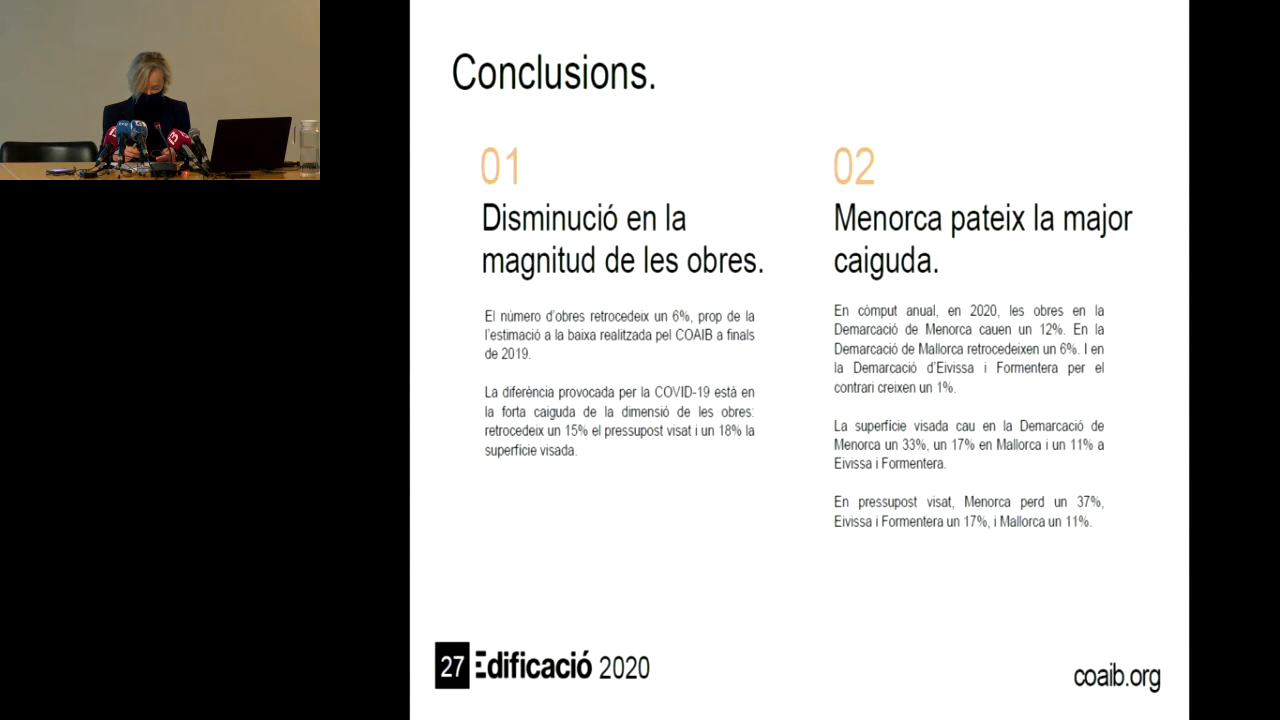 Conclusions.
01
Disminució en la
magnitud de les obres.
El número d'obres retrocedeix un 6%, prop de la
l'estimació a la baixa realitzada pel COAIB a finals
de 2019.
La diferència provocada per la COVID-19 està en
la forta caiguda de la dimensió de les obres:
retrocedeix un 15% el pressupost visat i un 18% la
superfície visada.
02
Menorca pateix la major
caiguda.
En còmput anual, en 2020, les obres en la
Demarcació de Menorca cauen un 12%. En la
Demarcació de Mallorca retrocedeixen un 6%. I en
la Demarcació d'Eivissa i Formentera per el
contrari creixen un 1%.
La superfície visada cau en la Demarcació de
Menorca un 33%, un 17% en Mallorca i un 11% a
Eivissa i Formentera.
En pressupost visat, Menorca perd un 37%,
Eivissa i Formentera un 17%, i Mallorca un 11%.
27 Edificació 2020
coaib.org